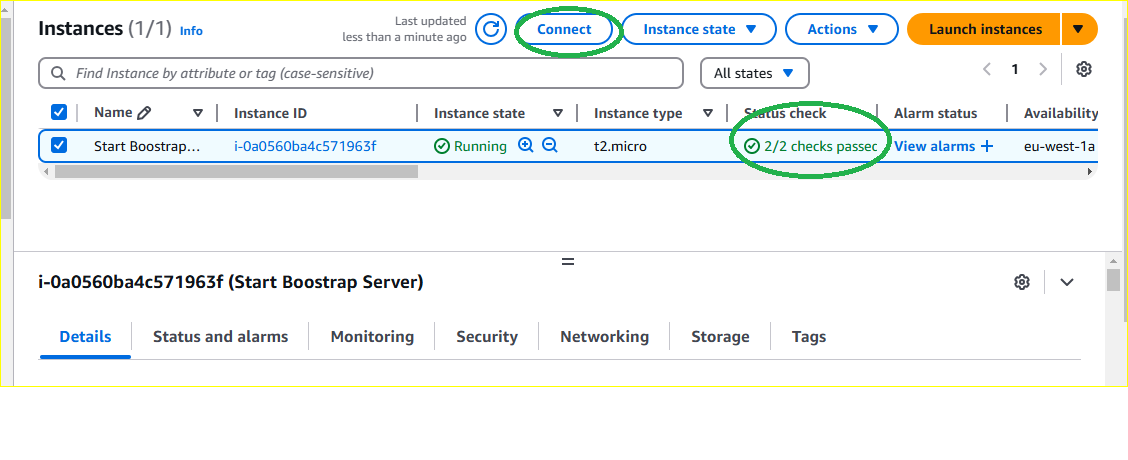 Instances (1/1) Info
Last updated
less than a minute ago
Connect
Instance state
Actions
Launch instances
Find Instance by attribute or tag (case-sensitive)
All states
1
Name Instance ID Instance state Instance type Status check Alarm status Availability
Start Boostrap... i-0a0560ba4c571963f Running t2.micro 2/2 checks passed View alarms + eu-west-1a
i-0a0560ba4c571963f (Start Boostrap Server)
Details Status and alarms Monitoring Security Networking Storage Tags